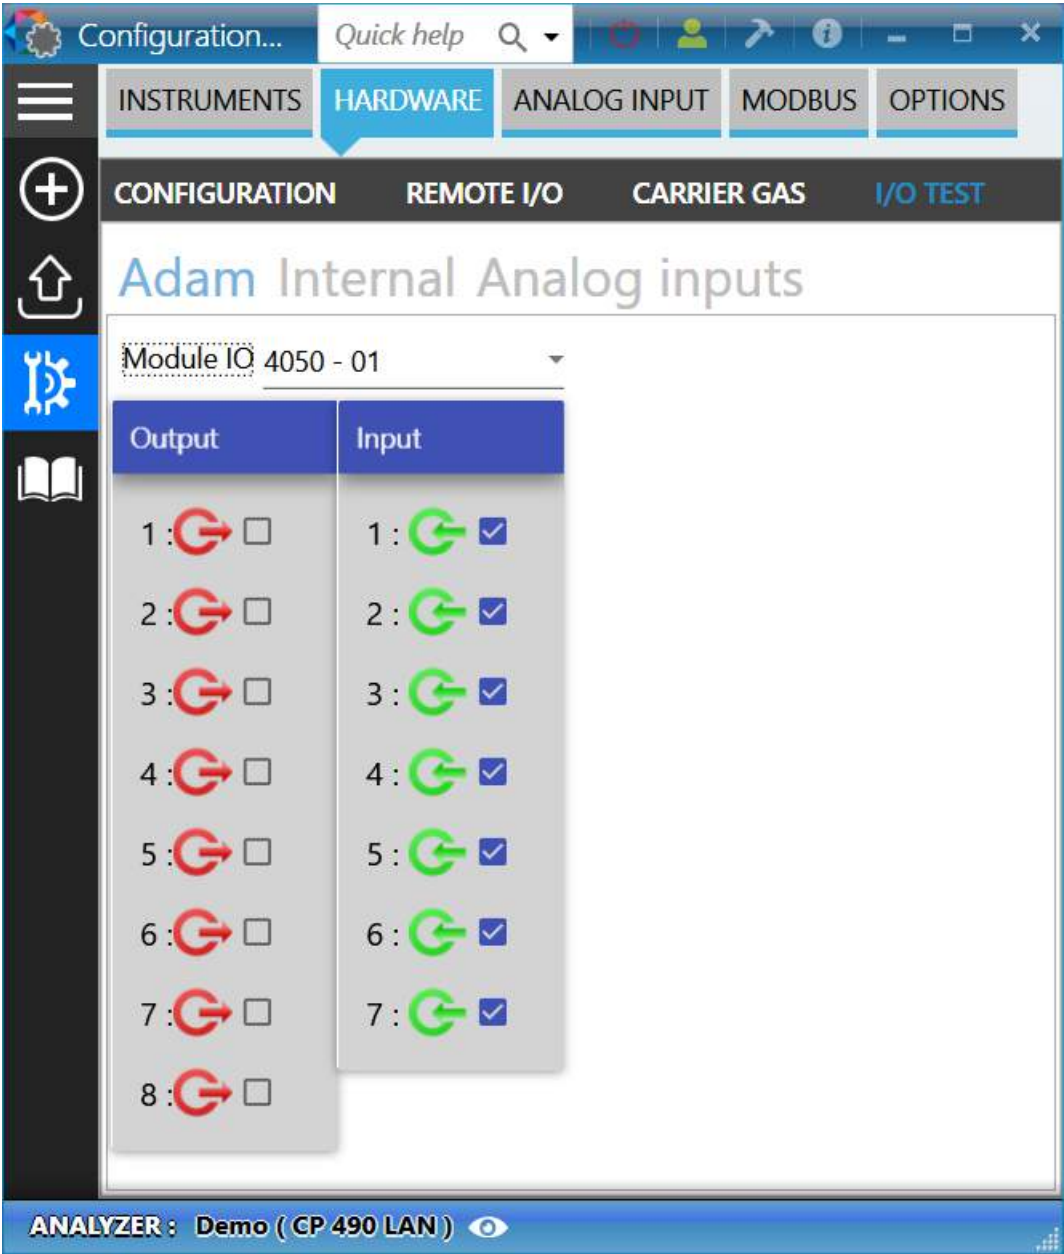 Configuration... Quick help
INSTRUMENTS HARDWARE ANALOG INPUT MODBUS OPTIONS
CONFIGURATION REMOTE I/O CARRIER GAS I/O TEST
Adam Internal Analog inputs
Module IO 4050 - 01
Output Input
1 : 1 :
2 : 2 :
3 : 3 :
4 : 4 :
5 : 5 :
6 : 6 :
7 : 7 :
8 :
ANALYZER : Demo ( CP 490 LAN )